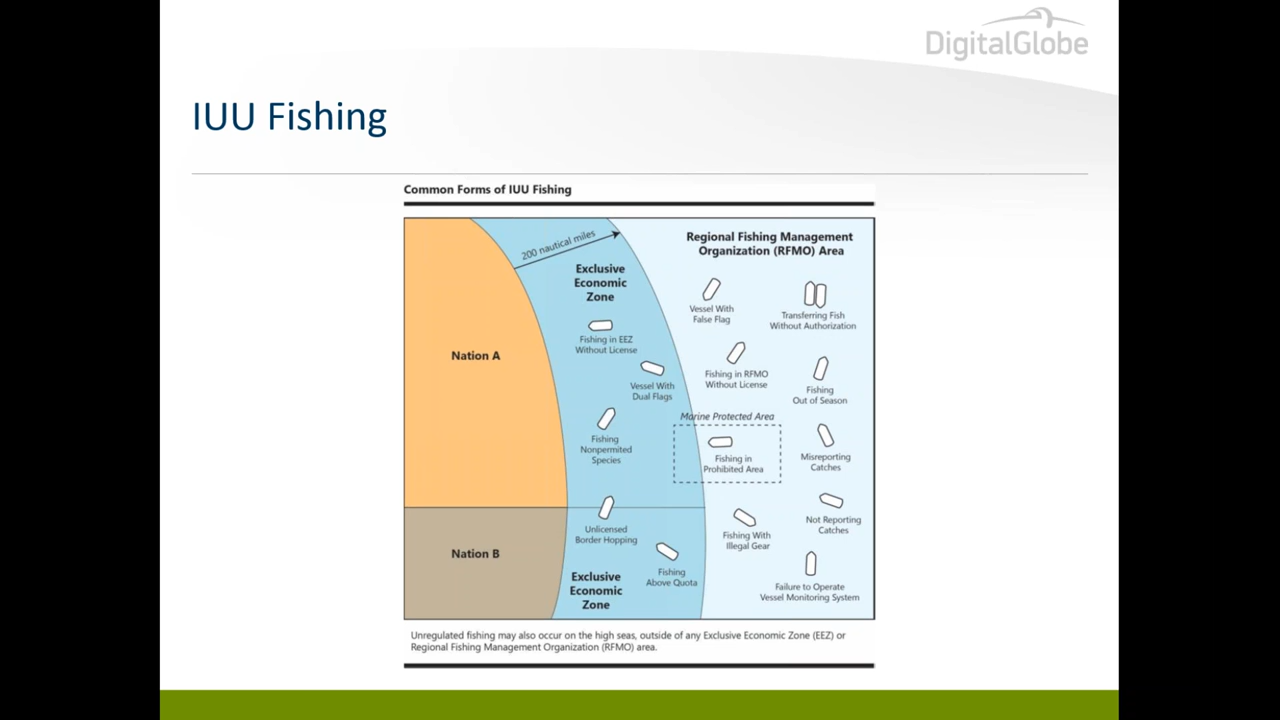 DigitalGlobe
IUU Fishing
Common Forms of IUU Fishing
200 nautical miles
Regional Fishing Management
Organization (RFMO) Area
Exclusive
Economic
Zone
Vessel With
False Flag
Transferring Fish
Without Authorization
Fishing in EEZ
Without License
Nation A
Vessel With
Dual Flags
Fishing in RFMO
Without License
Fishing
Out of Season
Marine Protected Area
Fishing
Nonpermited
Species
Fishing in
Prohibited Area
Misreporting
Catches
Unlicensed
Border Hopping
Fishing With
Illegal Gear
Not Reporting
Catches
Nation B
Exclusive
Economic
Zone
Fishing
Above Quota
Failure to Operate
Vessel Monitoring System
Unregulated fishing may also occur on the high seas, outside of any Exclusive Economic Zone (EEZ) or
Regional Fishing Management Organization (RFMO) area.